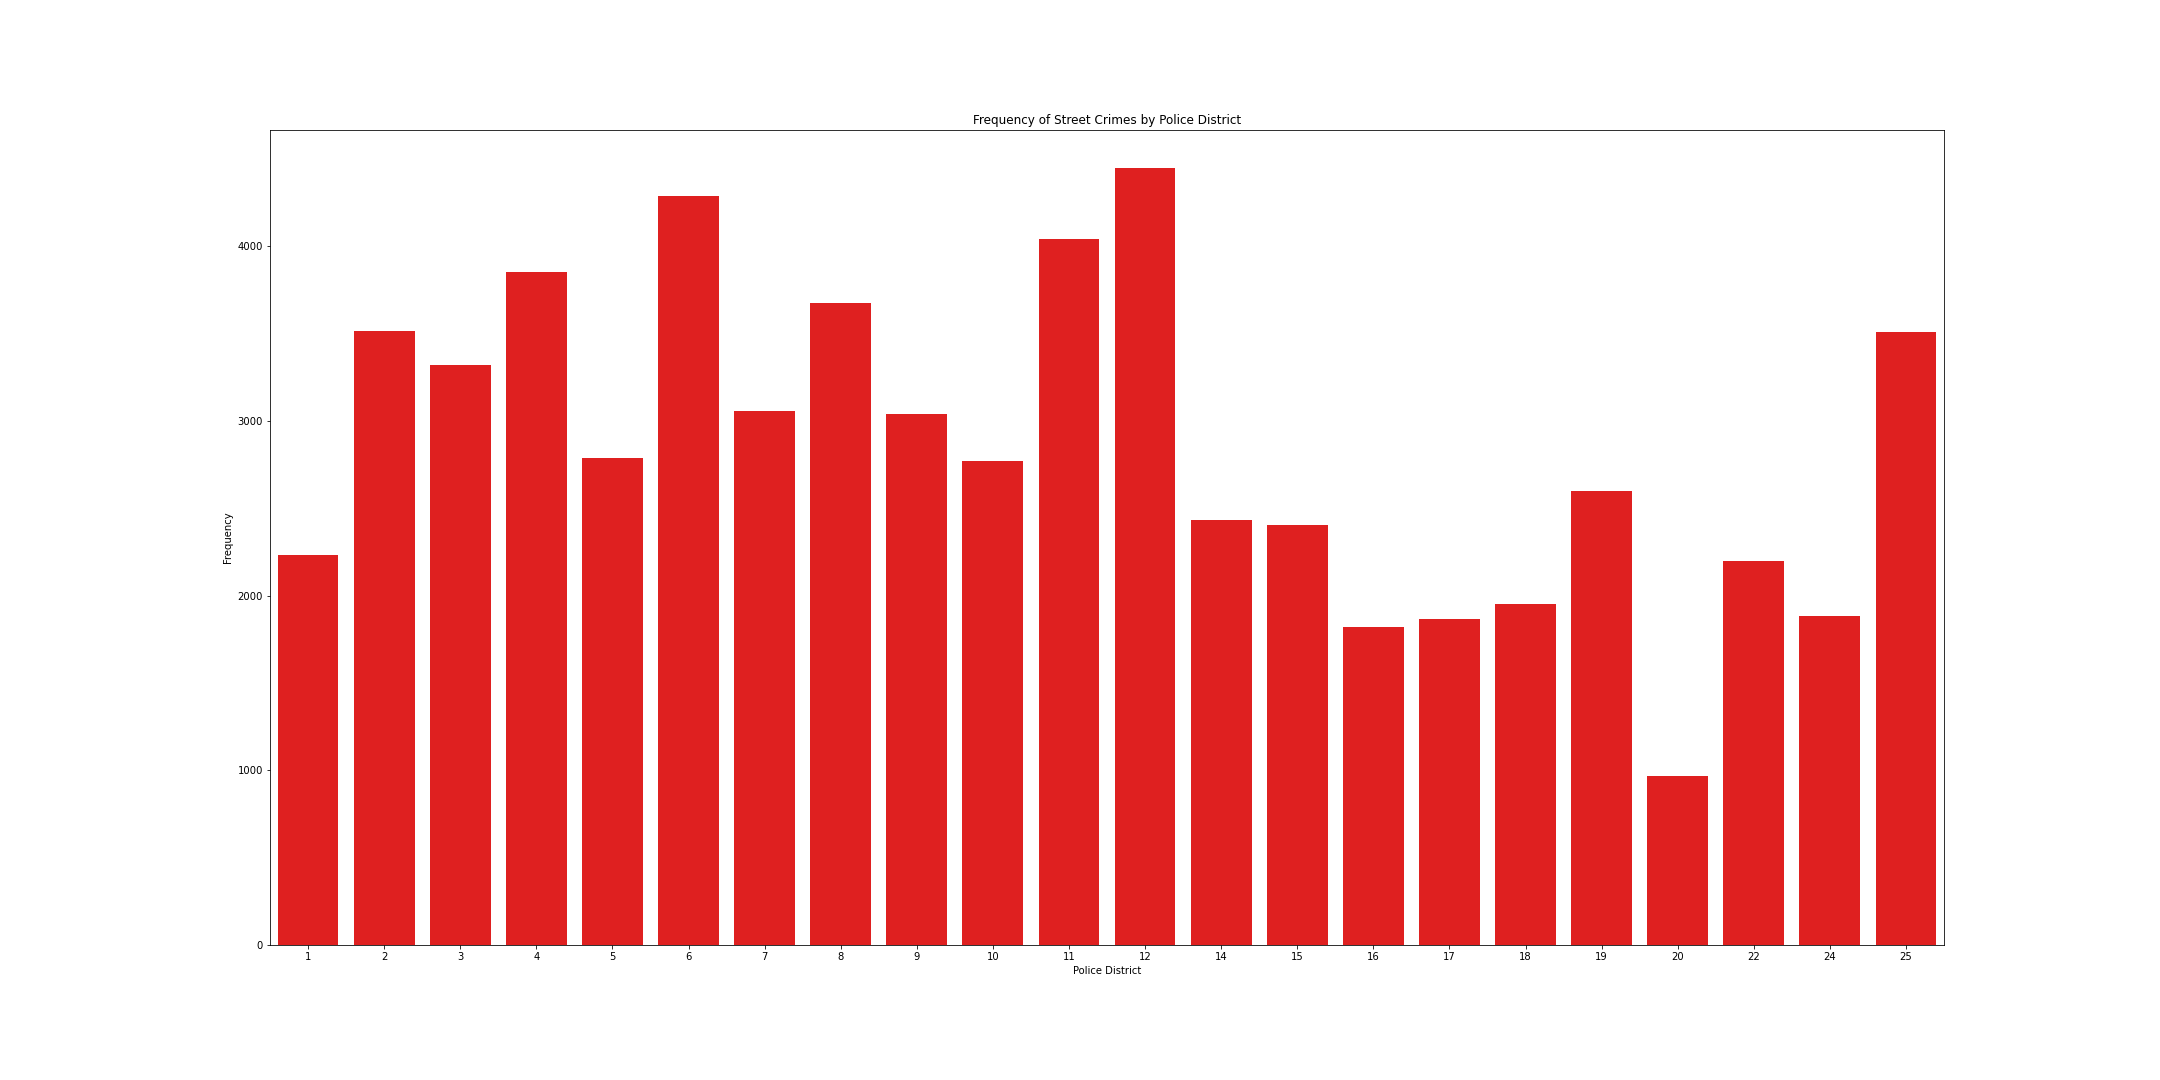 Frequency of Street Crimes by Police District
Frequency
4000
3000
2000
1000
0
1 2 3 4 5 6 7 8 9 10 11 12 14 15 16 17 18 19 20 22 24 25
Police District